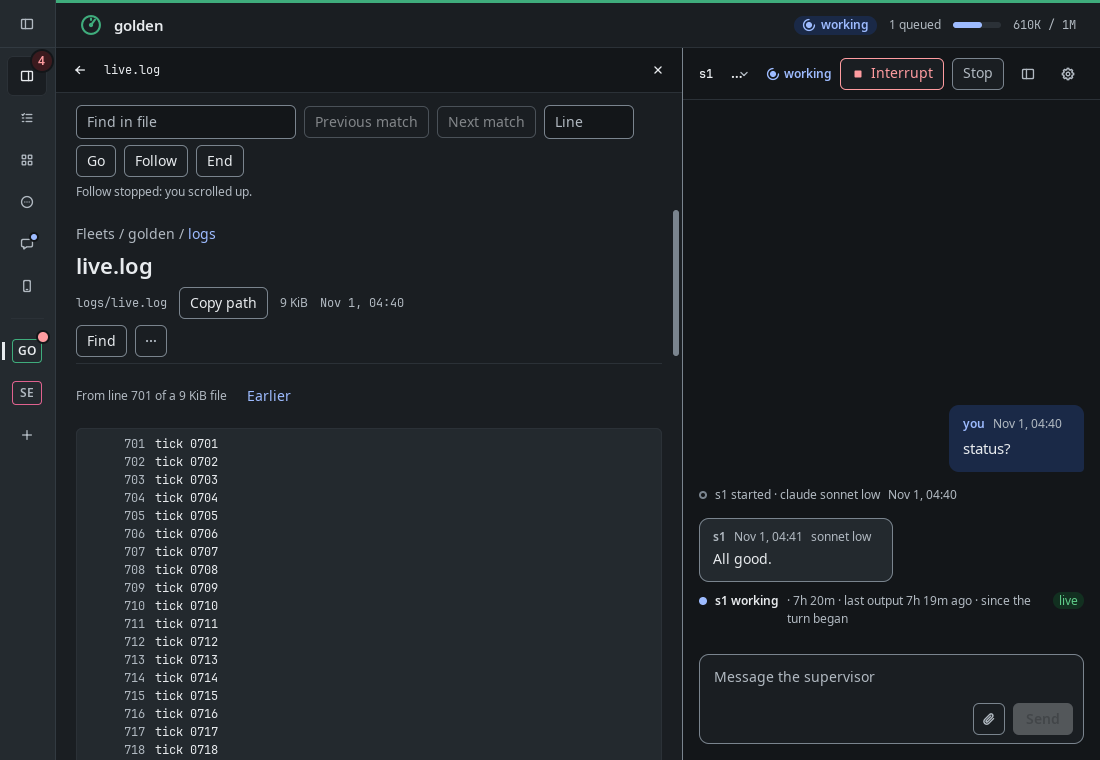 golden
working
1 queued
610K / 1M
4
live.log
s1
...
working
Interrupt
Stop
Find in file
Previous match
Next match
Line
Go
Follow
End
Follow stopped: you scrolled up.
Fleets / golden / logs
live.log
logs/live.log
Copy path
9 KiB
Nov 1, 04:40
Find
...
From line 701 of a 9 KiB file
Earlier
701 tick 0701
702 tick 0702
703 tick 0703
704 tick 0704
705 tick 0705
706 tick 0706
707 tick 0707
708 tick 0708
709 tick 0709
710 tick 0710
711 tick 0711
712 tick 0712
713 tick 0713
714 tick 0714
715 tick 0715
716 tick 0716
717 tick 0717
718 tick 0718
GO
SE
you Nov 1, 04:40
status?
s1 started · claude sonnet low Nov 1, 04:40
s1 Nov 1, 04:41 sonnet low
All good.
s1 working · 7h 20m · last output 7h 19m ago · since the
turn began
live
Message the supervisor
Send